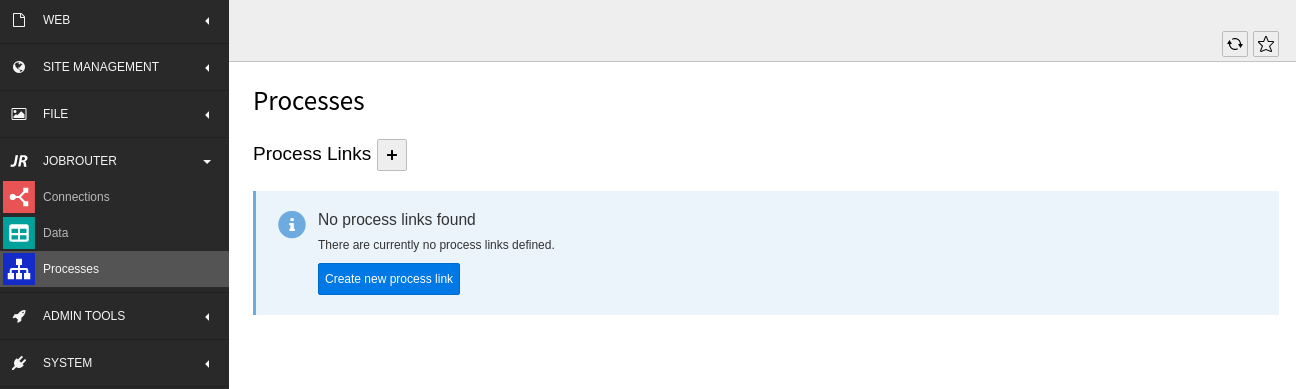 WEB
SITE MANAGEMENT
FILE
JR JOBROUTER
Connections
Data
Processes
ADMIN TOOLS
SYSTEM
Processes
Process Links
No process links found
There are currently no process links defined.
Create new process link